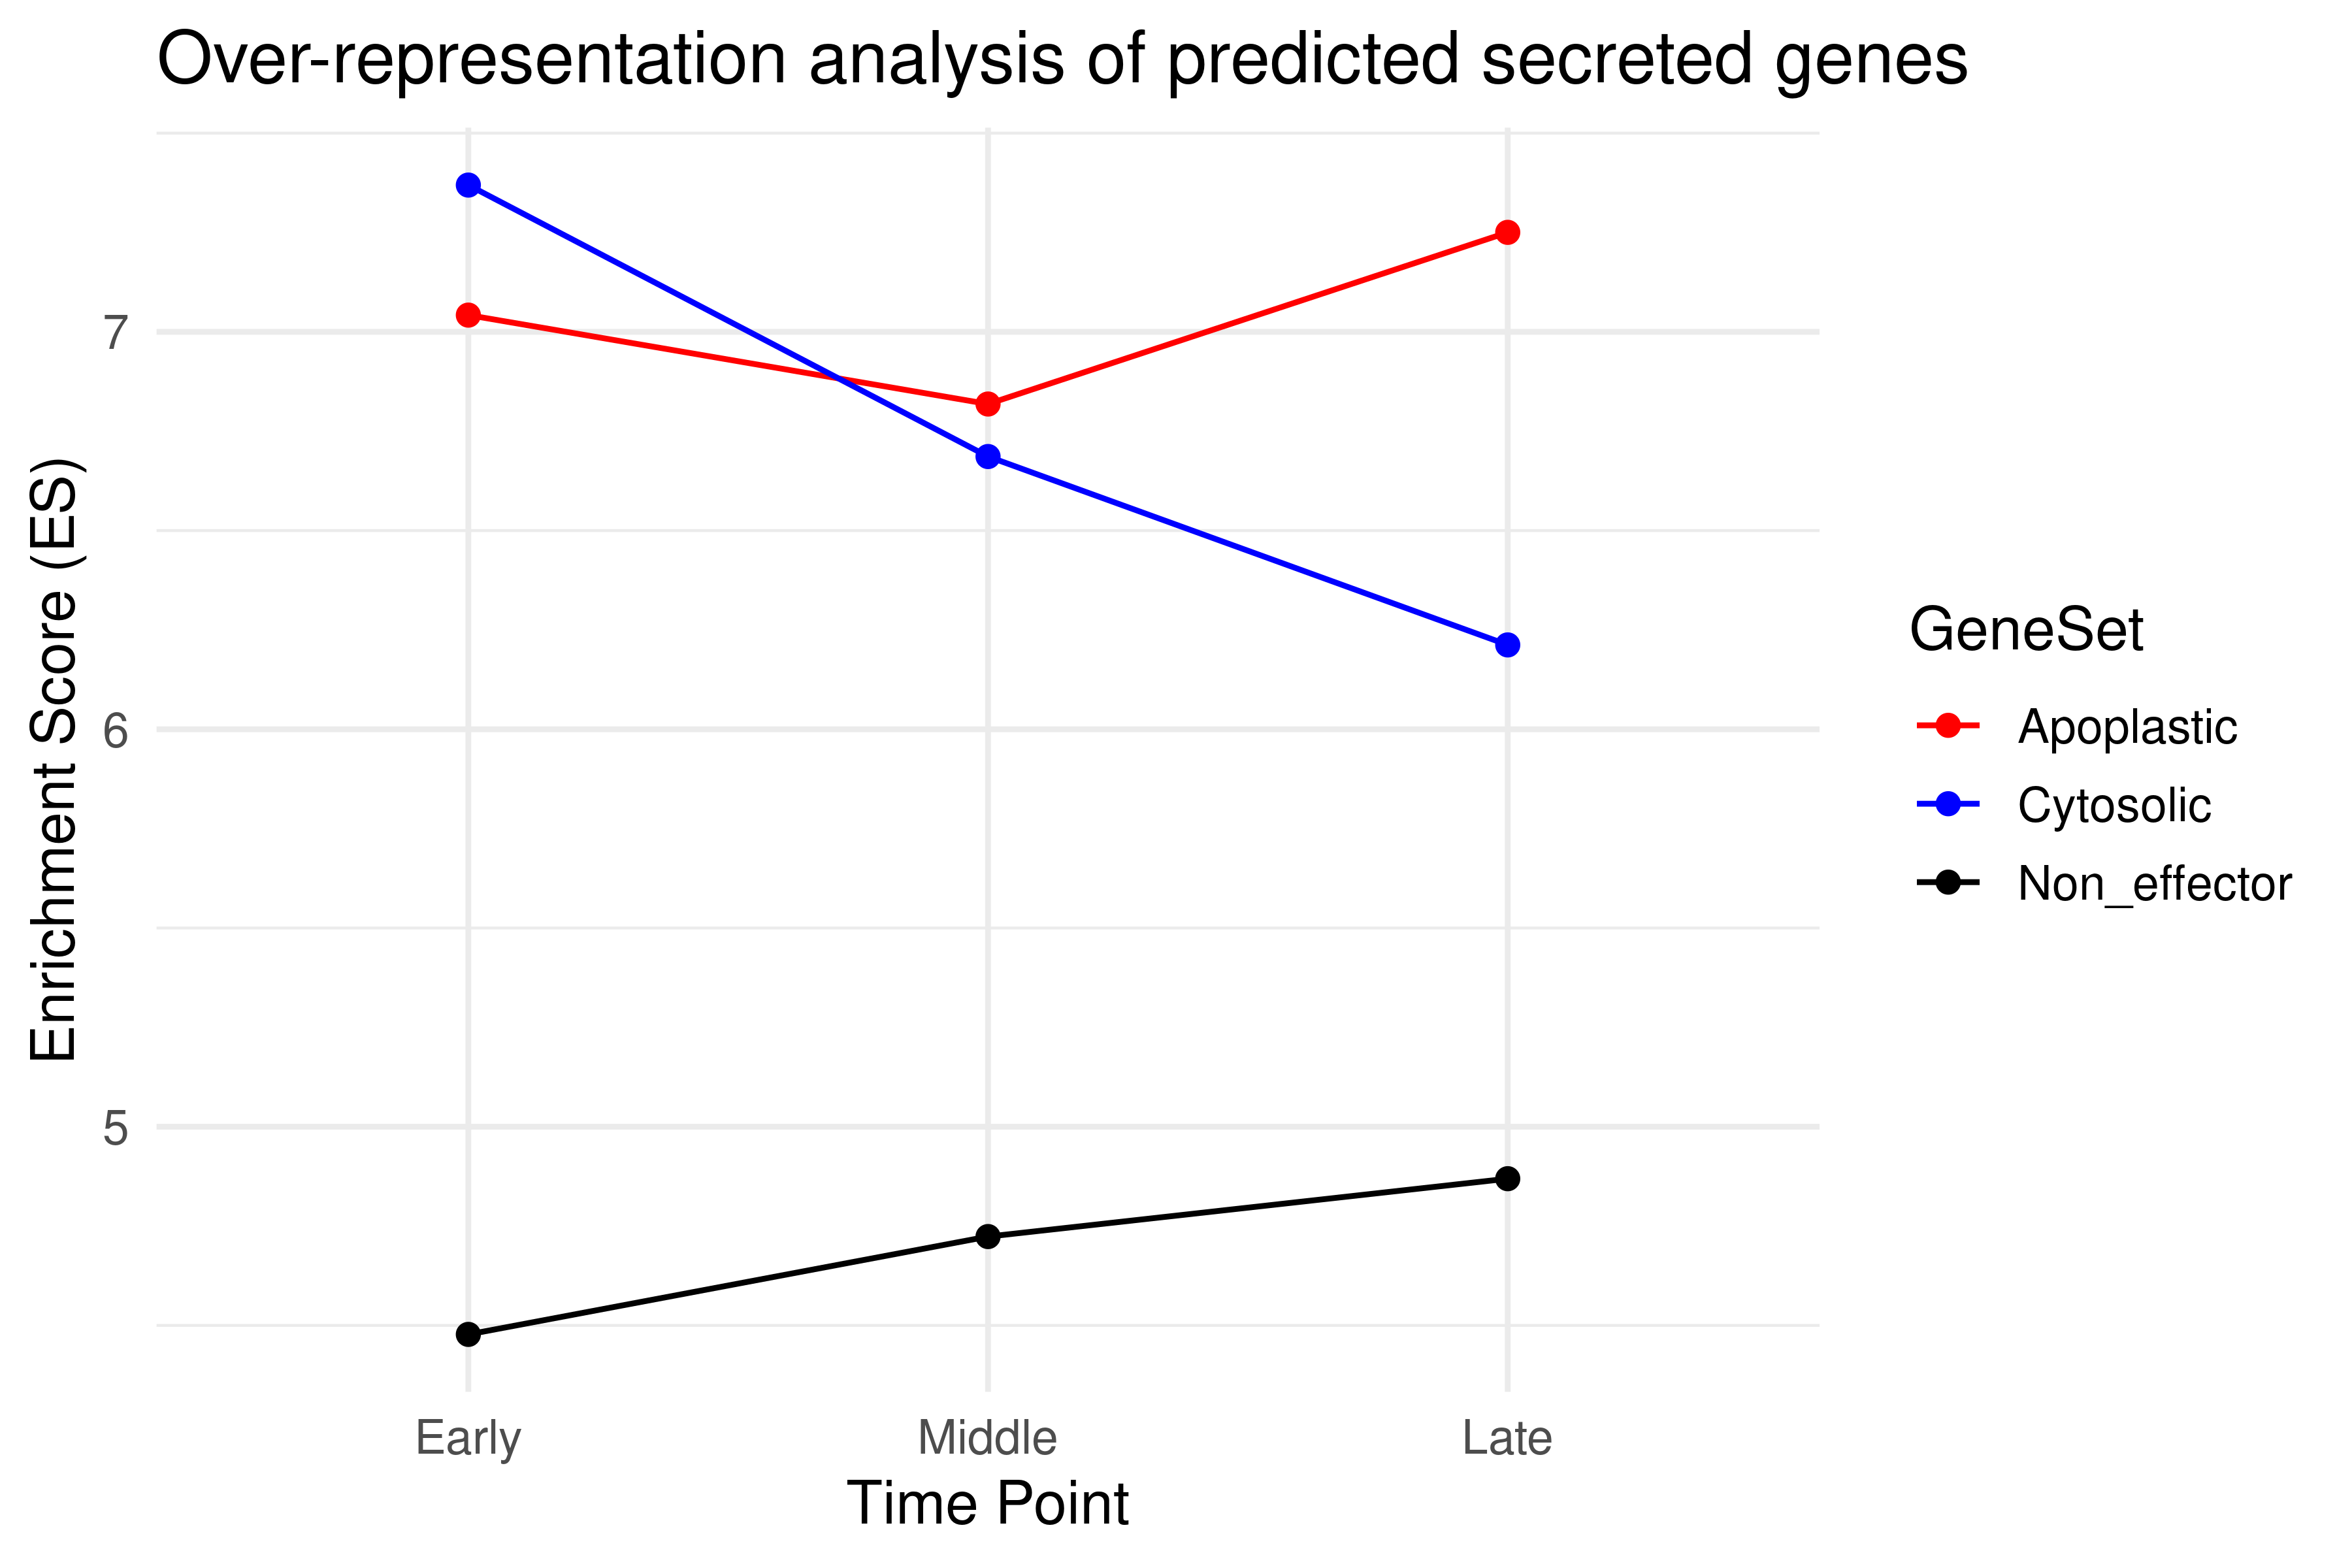 Over-representation analysis of predicted secreted genes
Enrichment Score (ES)
7
6
5
Early
Middle
Late
Time Point
GeneSet
Apoplastic
Cytosolic
Non_effector